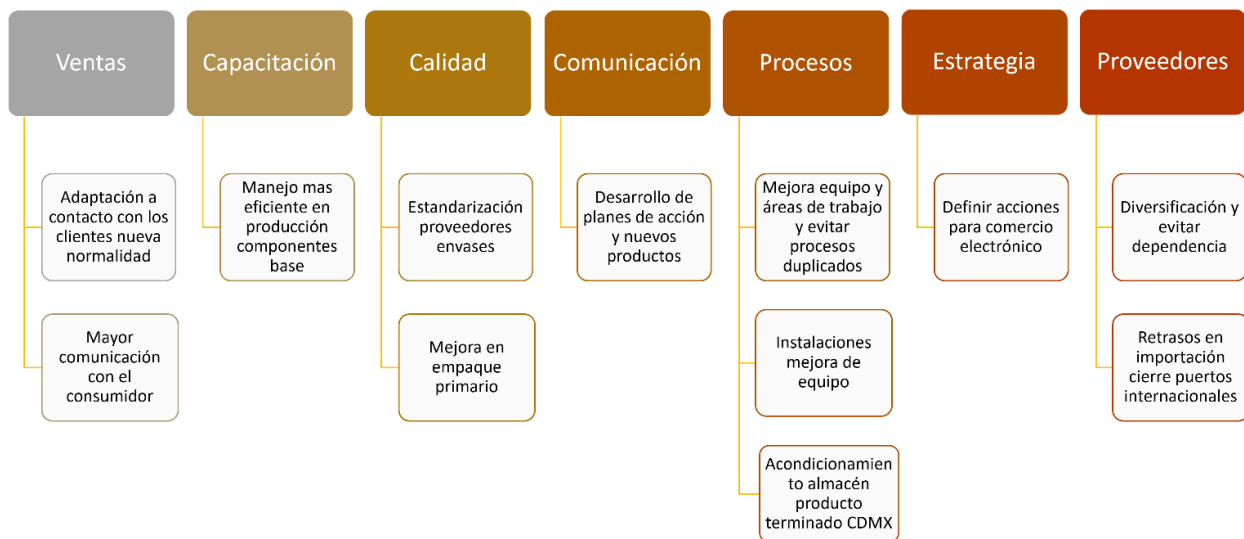 Ventas
Adaptación a
contacto con los
clientes nueva
normalidad
Mayor
comunicación
con el
consumidor
Capacitación
Manejo mas
eficiente en
producción
componentes
base
Calidad
Estandarización
proveedores
envases
Mejora en
empaque
primario
Comunicación
Desarrollo de
planes de acción
y nuevos
productos
Procesos
Mejora equipo y
áreas de trabajo
y evitar
procesos
duplicados
Instalaciones
mejora de
equipo
Acondicionamien
to almacén
producto
terminado CDMX
Estrategia
Definir acciones
para comercio
electrónico
Proveedores
Diversificación y
evitar
dependencia
Retrasos en
importación
cierre puertos
internacionales